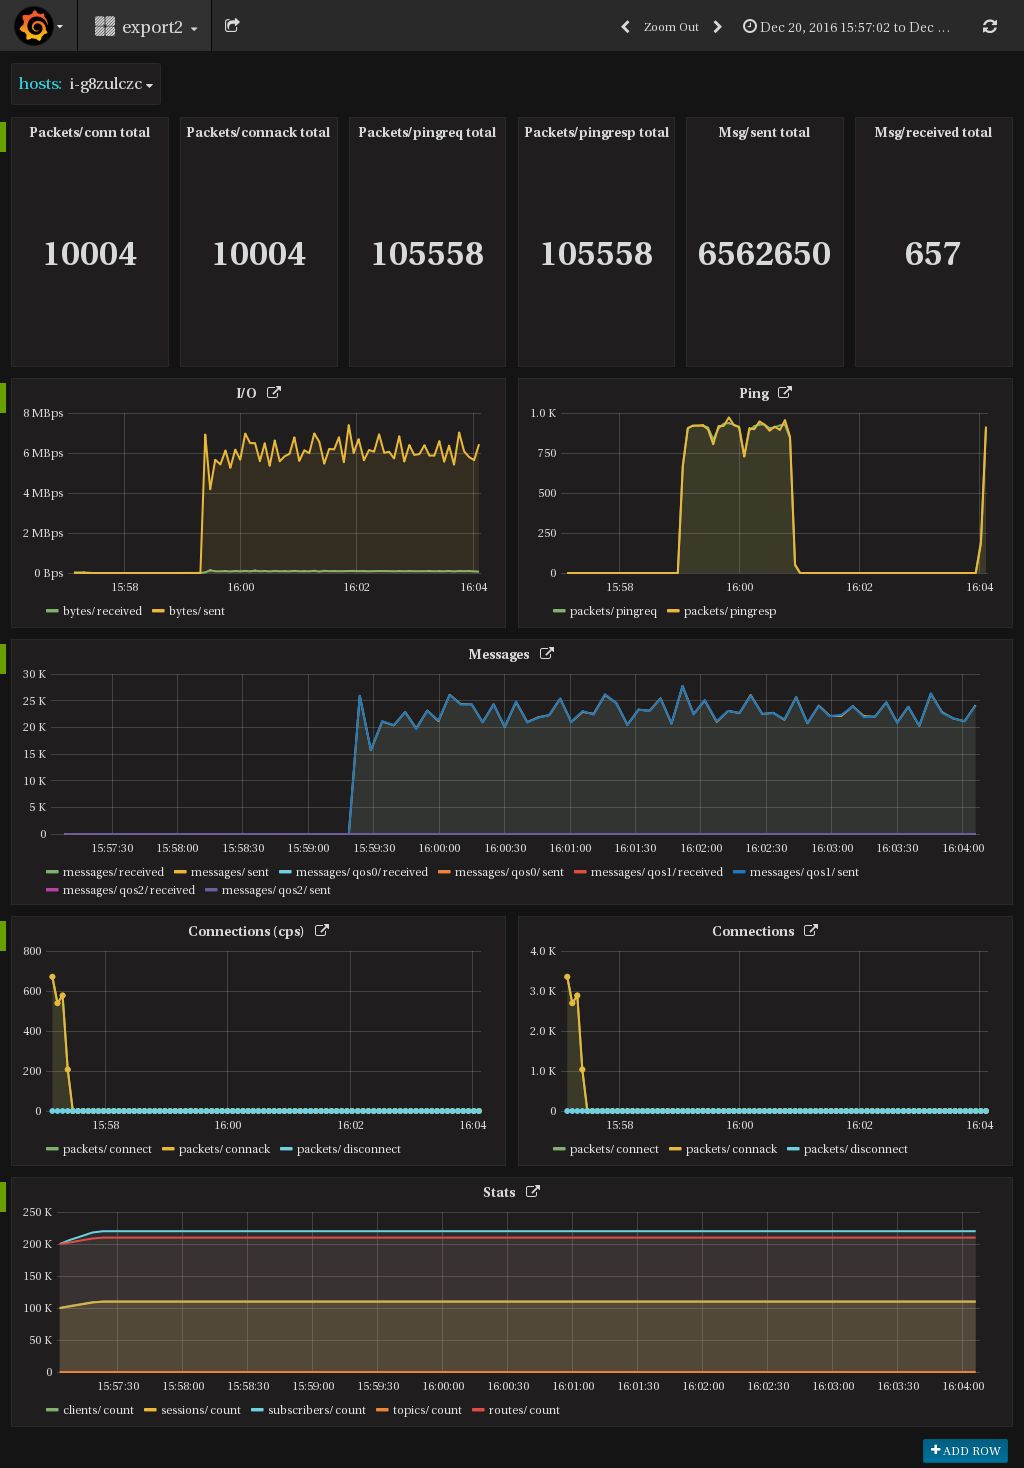 export2
Zoom Out
Dec 20, 2016 15:57:02 to Dec ...
hosts: i-g8zulczc
Packets/conn total Packets/connack total Packets/pingreq total Packets/pingresp total Msg/sent total Msg/received total
10004 10004 105558 105558 6562650 657
I/O
8 MBps
6 MBps
4 MBps
2 MBps
0 Bps
15:58 16:00 16:02 16:04
bytes/received bytes/sent
Ping
1.0 K
750
500
250
0
15:58 16:00 16:02 16:04
packets/pingreq packets/pingresp
Messages
30 K
25 K
20 K
15 K
10 K
5 K
0
15:57:30 15:58:00 15:58:30 15:59:00 15:59:30 16:00:00 16:00:30 16:01:00 16:01:30 16:02:00 16:02:30 16:03:00 16:03:30 16:04:00
messages/received messages/sent messages/qos0/received messages/qos0/sent messages/qos1/received messages/qos1/sent
messages/qos2/received messages/qos2/sent
Connections (cps)
800
600
400
200
0
15:58 16:00 16:02 16:04
packets/connect packets/connack packets/disconnect
Connections
4.0 K
3.0 K
2.0 K
1.0 K
0
15:58 16:00 16:02 16:04
packets/connect packets/connack packets/disconnect
Stats
250 K
200 K
150 K
100 K
50 K
0
15:57:30 15:58:00 15:58:30 15:59:00 15:59:30 16:00:00 16:00:30 16:01:00 16:01:30 16:02:00 16:02:30 16:03:00 16:03:30 16:04:00
clients/count sessions/count subscribers/count topics/count routes/count
ADD ROW